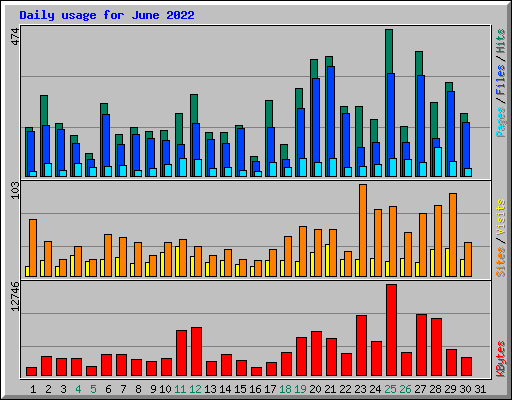 Daily usage for June 2022
474
Pages/Files/Hits
103
Sites/Visits
12746
KBytes
1 2 3 4 5 6 7 8 9 10 11 12 13 14 15 16 17 18 19 20 21 22 23 24 25 26 27 28 29 30 31